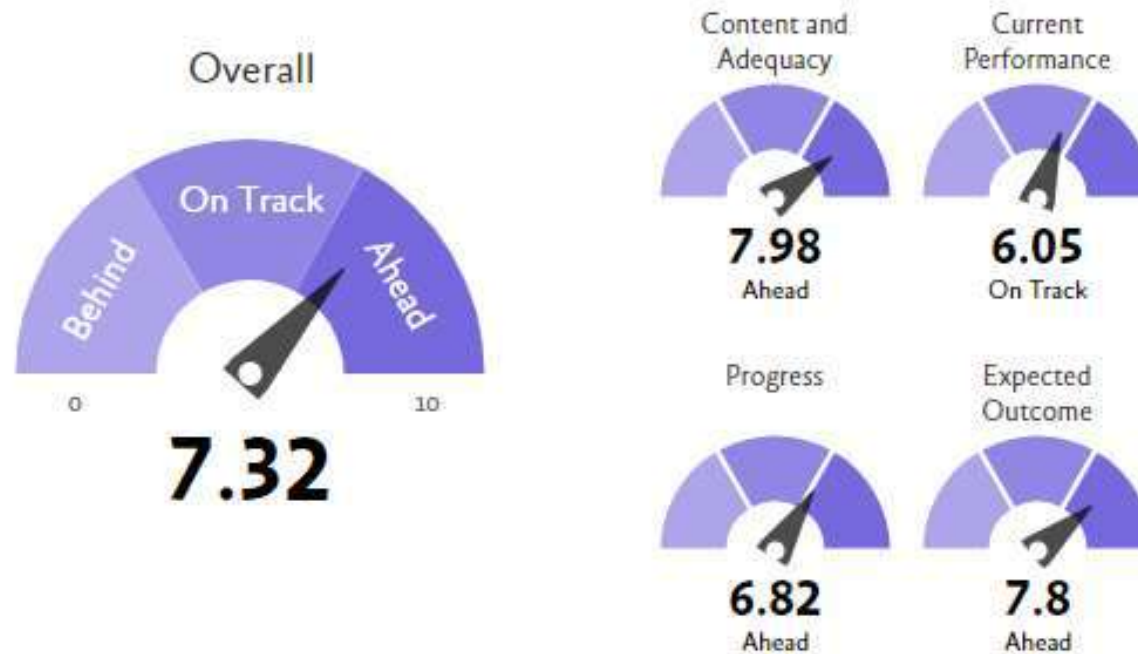 Overall
Behind
On Track
Ahead
0
10
7.32
Content and
Adequacy
7.98
Ahead
Current
Performance
6.05
On Track
Progress
6.82
Ahead
Expected
Outcome
7.8
Ahead